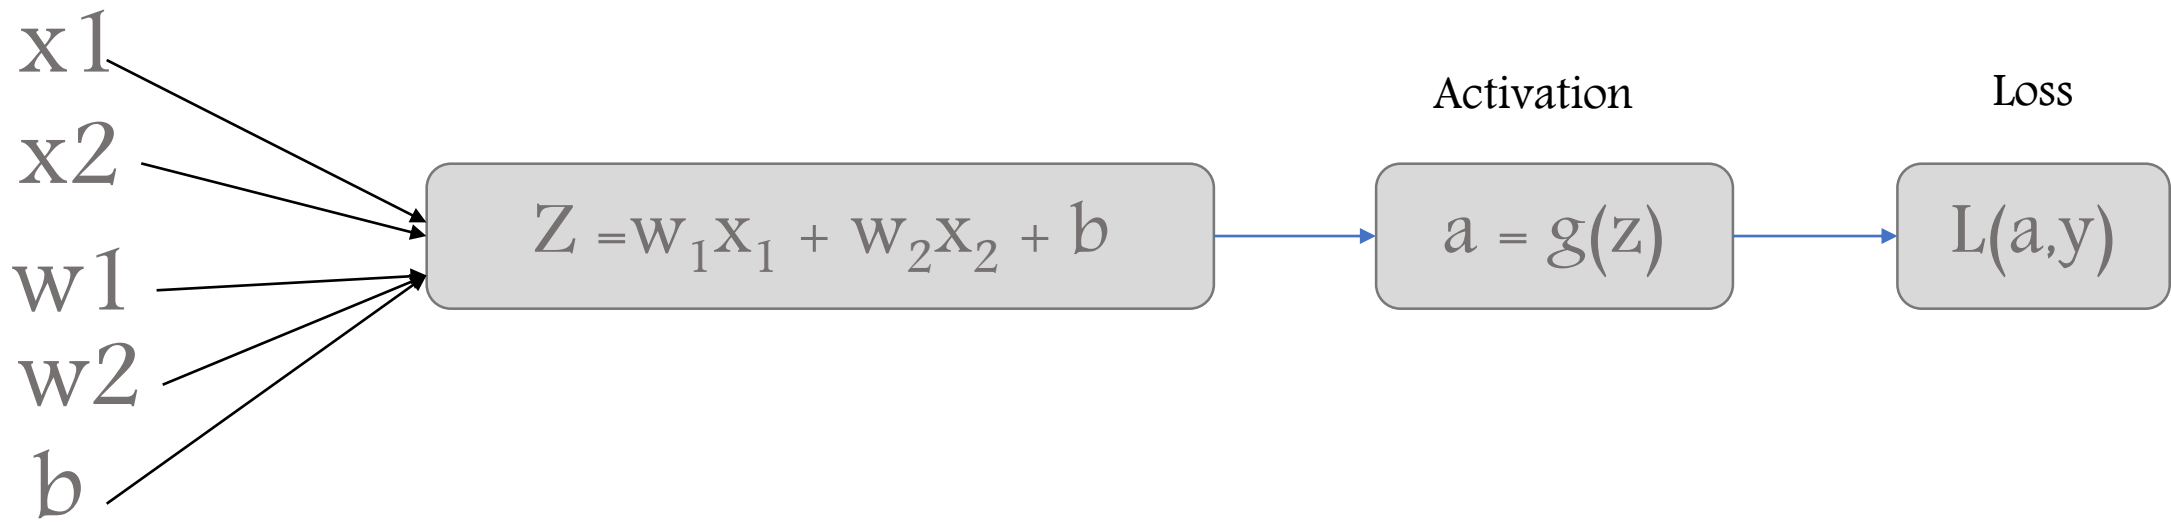 x1
x2
w1
w2
b
Z =w₁x₁ + w₂x₂ + b
Activation
a = g(z)
Loss
L(a,y)